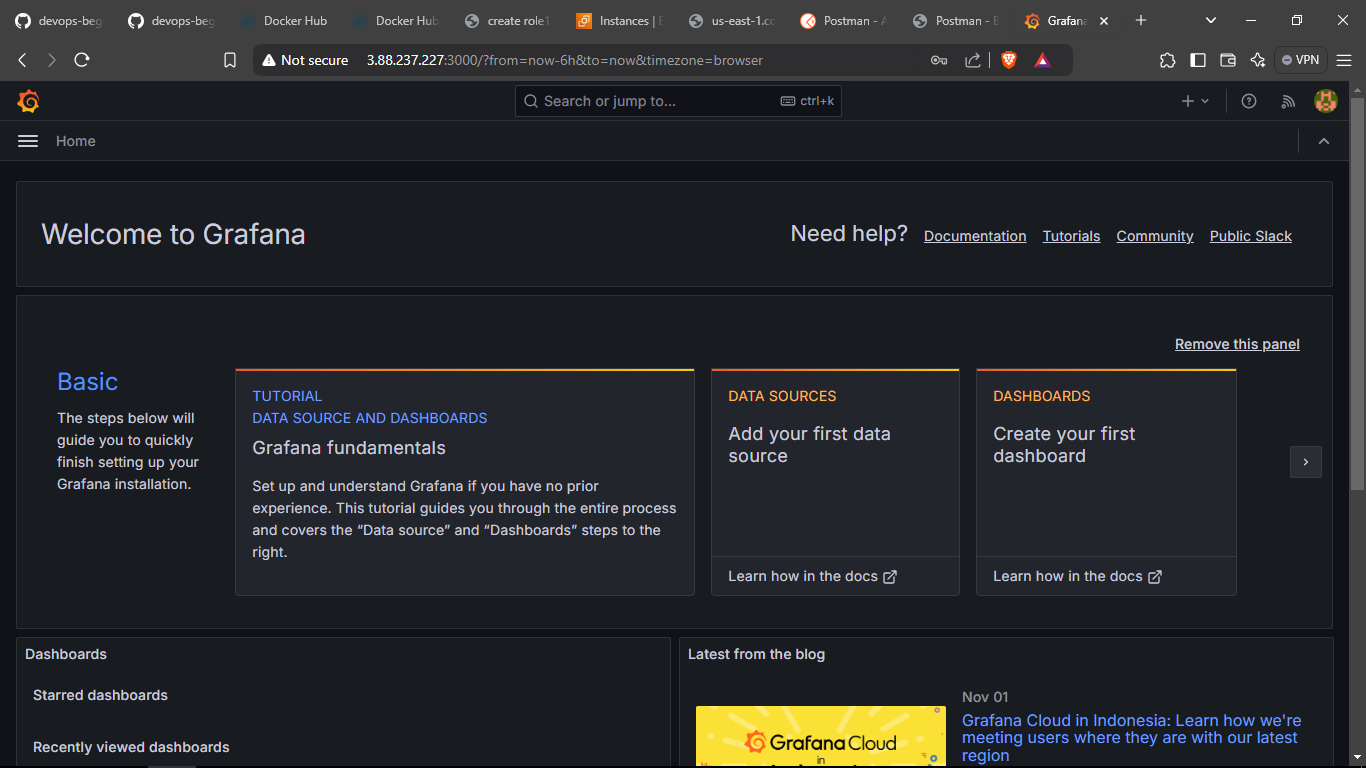 devops-beg
devops-beg
Docker Hub
Docker Hub
create role1
Instances | E
us-east-1.co
Postman - A
Postman - B
Grafana
Not secure
3.88.237.227:3000/?from=now-6h&to=now&timezone=browser
VPN
Search or jump to...
ctrl+k
Home
Welcome to Grafana
Need help?
Documentation
Tutorials
Community
Public Slack
Remove this panel
Basic
The steps below will
guide you to quickly
finish setting up your
Grafana installation.
TUTORIAL
DATA SOURCE AND DASHBOARDS
Grafana fundamentals
Set up and understand Grafana if you have no prior
experience. This tutorial guides you through the entire process
and covers the “Data source” and “Dashboards” steps to the
right.
DATA SOURCES
Add your first data
source
Learn how in the docs
DASHBOARDS
Create your first
dashboard
Learn how in the docs
Dashboards
Starred dashboards
Recently viewed dashboards
Latest from the blog
Grafana Cloud
in
Nov 01
Grafana Cloud in Indonesia: Learn how we're
meeting users where they are with our latest
region